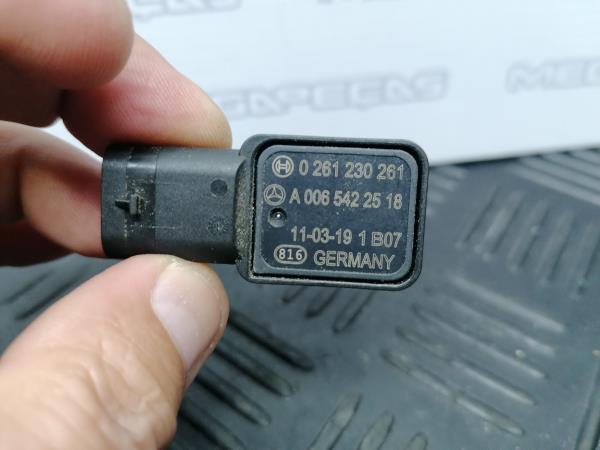 MEGAPEÇAS
0 261 230 261
A 006 542 25 18
11-03-19 1 B07
816 GERMANY